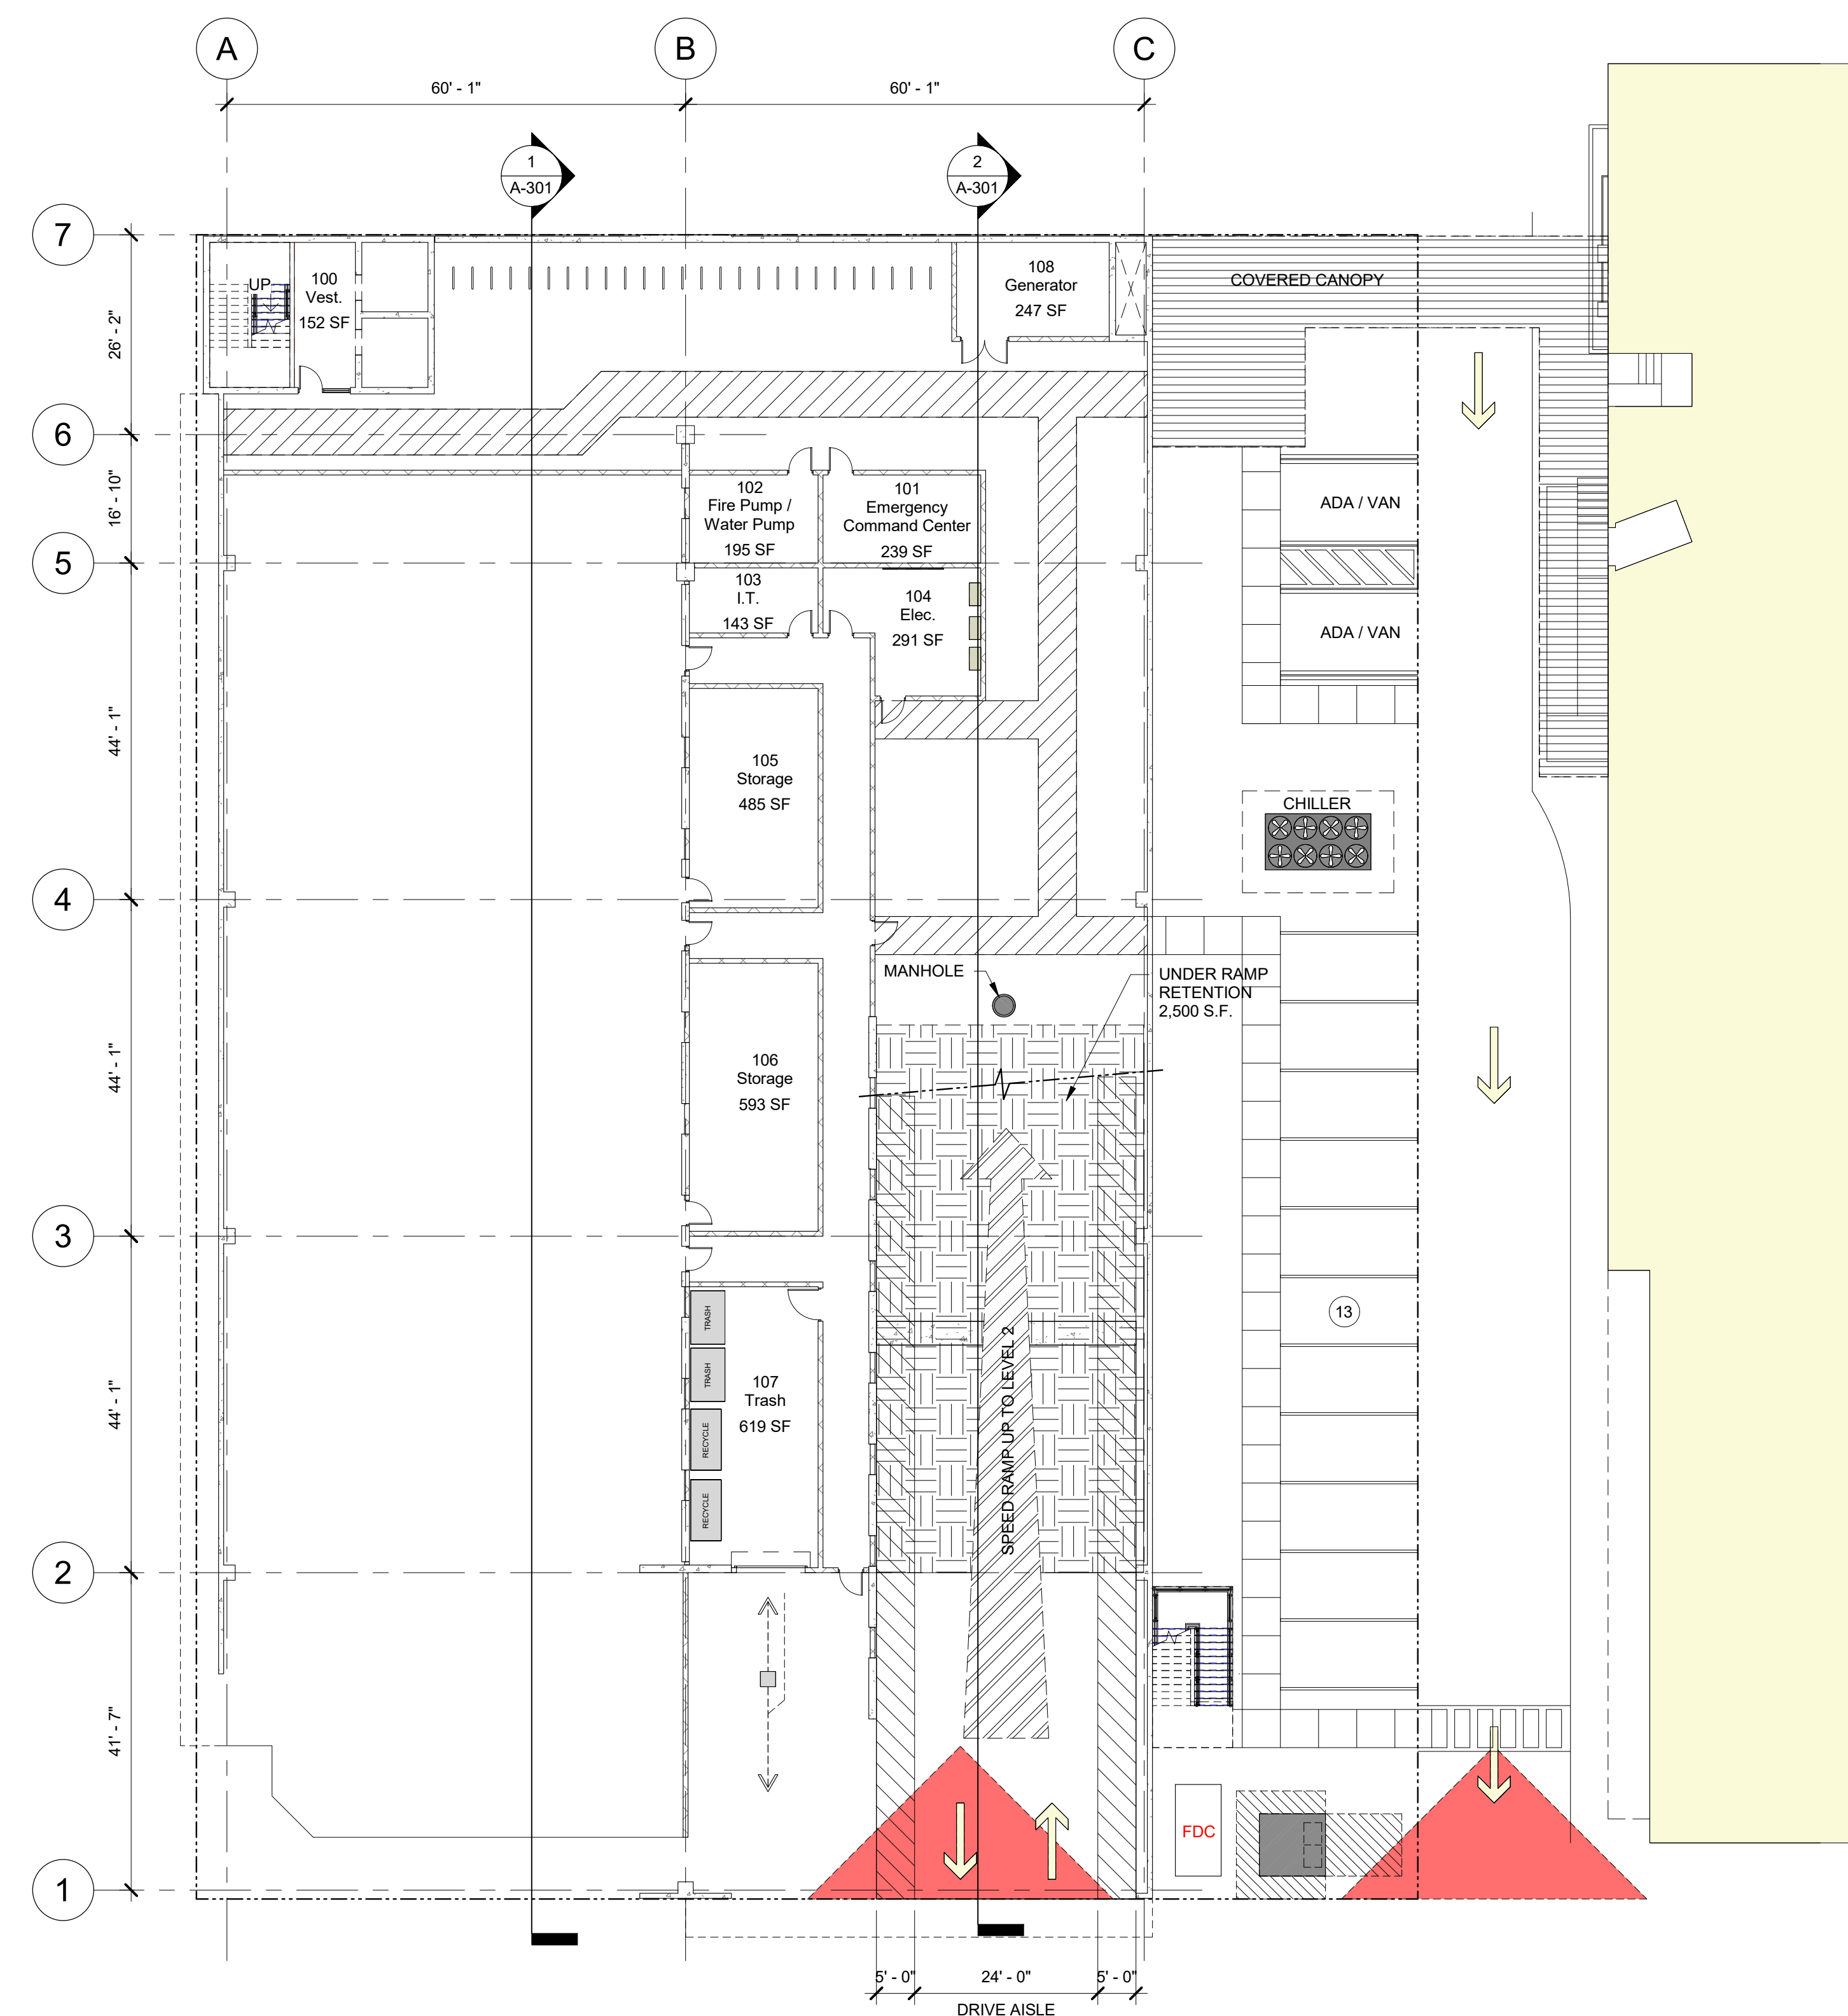 A
B
C
60' - 1"
60' - 1"
1
A-301
2
A-301
7
6
5
4
3
2
1
26' - 2"
16' - 10"
44' - 1"
44' - 1"
44' - 1"
41' - 7"
UP
100
Vest.
152 SF
108
Generator
247 SF
COVERED CANOPY
102
Fire Pump /
Water Pump
195 SF
101
Emergency
Command Center
239 SF
ADA / VAN
103
I.T.
143 SF
104
Elec.
291 SF
ADA / VAN
105
Storage
485 SF
CHILLER
MANHOLE
UNDER RAMP
RETENTION
2,500 S.F.
106
Storage
593 SF
13
TRASH
TRASH
RECYCLE
RECYCLE
107
Trash
619 SF
SPEED RAMP UP TO LEVEL 2
FDC
5' - 0"
24' - 0"
5' - 0"
DRIVE AISLE